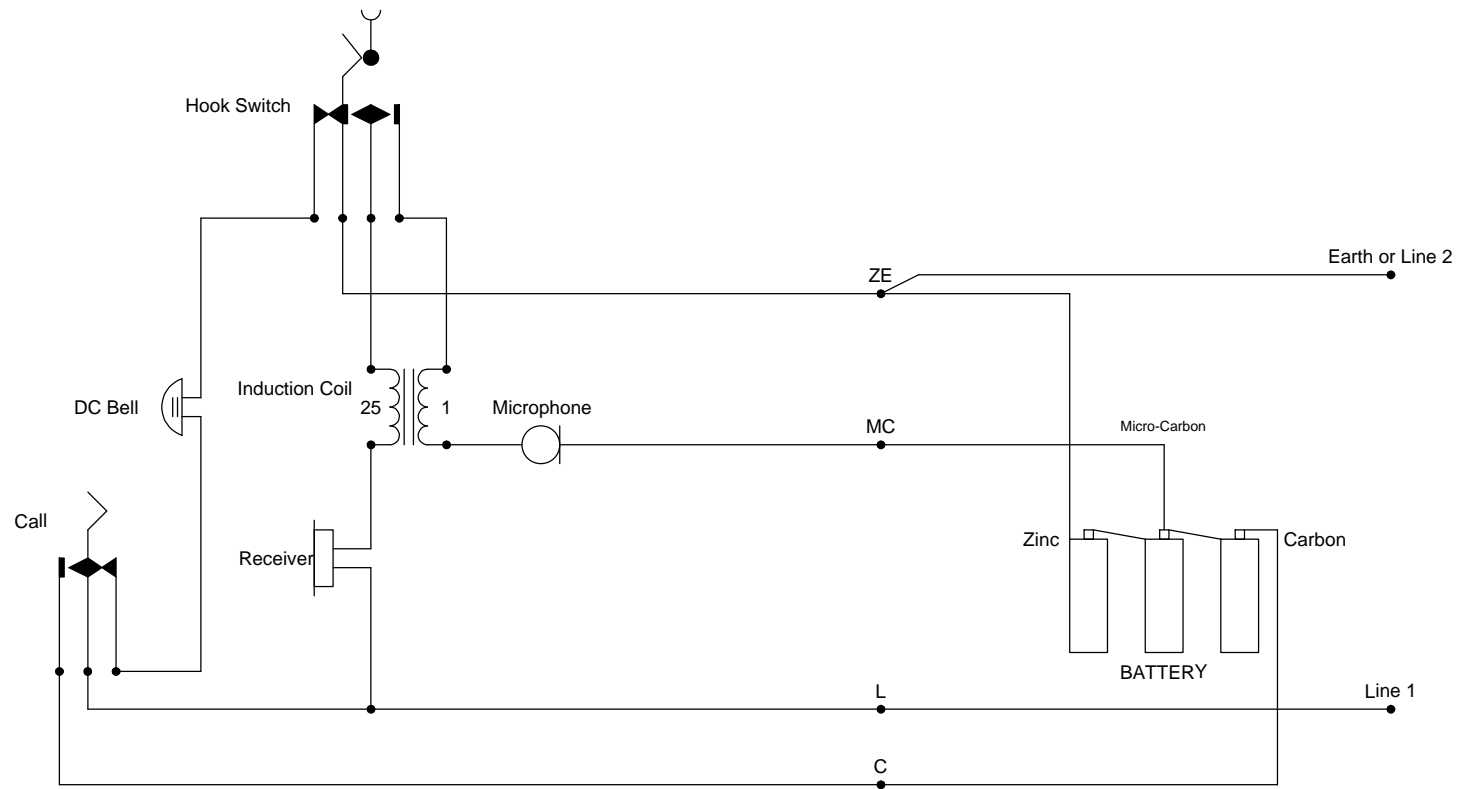 Hook Switch
Earth or Line 2
ZE
Induction Coil
25
1
DC Bell
Microphone
MC
Micro-Carbon
Call
Receiver
Zinc
Carbon
BATTERY
L
Line 1
C